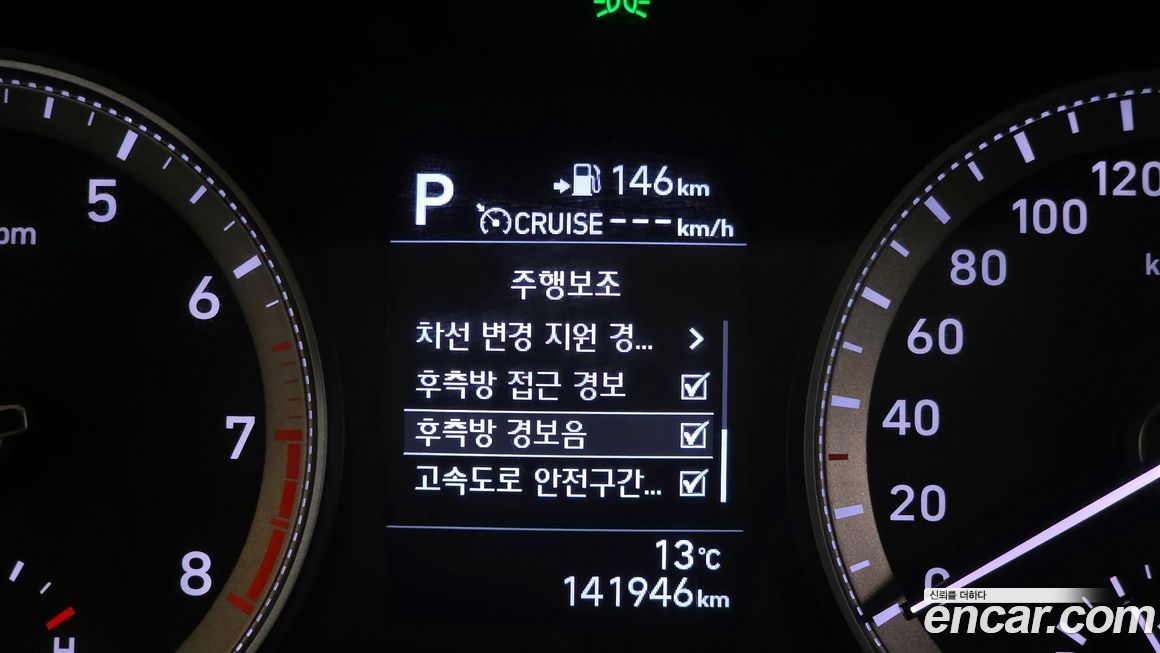 P
146km
CRUISE ---km/h
주행보조
차선 변경 지원 경...
후측방 접근 경보
후측방 경보음
고속도로 안전구간...
13°C
141946km
5
6
7
8
H
120
100
80
60
40
20
0
신뢰를 더하다
encar.com